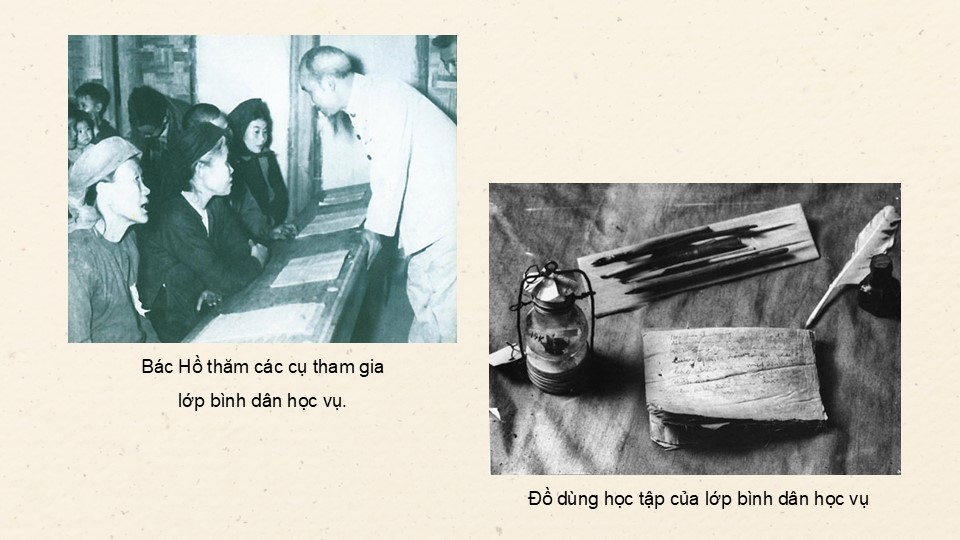 Bác Hồ thăm các cụ tham gia
lớp bình dân học vụ.
Đồ dùng học tập của lớp bình dân học vụ